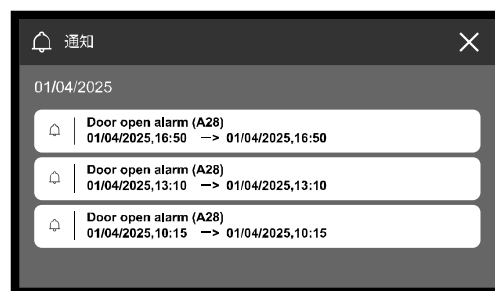 通知
01/04/2025
Door open alarm (A28)
01/04/2025,16:50 —> 01/04/2025,16:50
Door open alarm (A28)
01/04/2025,13:10 —> 01/04/2025,13:10
Door open alarm (A28)
01/04/2025,10:15 —> 01/04/2025,10:15